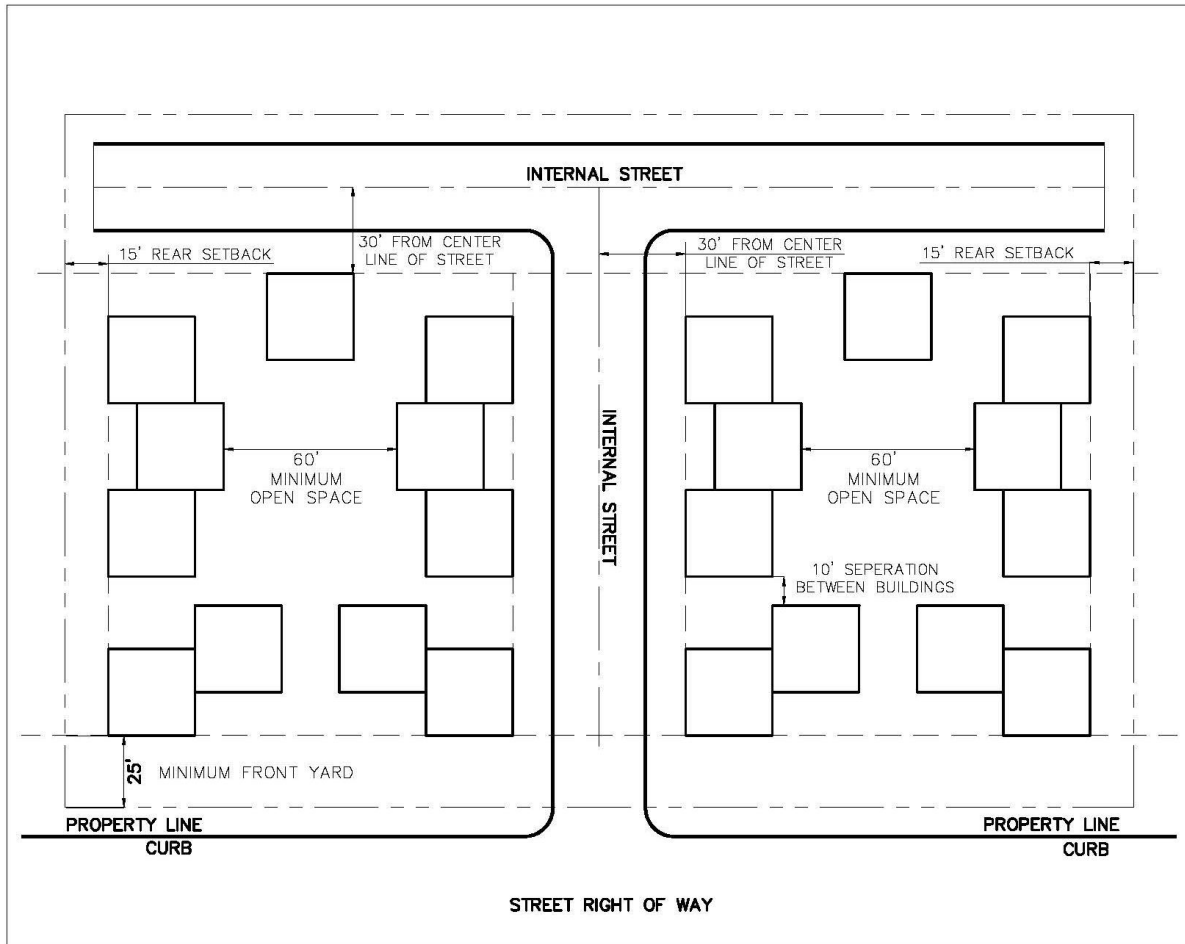 INTERNAL STREET
15' REAR SETBACK
30' FROM CENTER
LINE OF STREET
30' FROM CENTER
LINE OF STREET
15' REAR SETBACK
INTERNAL STREET
60'
MINIMUM
OPEN SPACE
60'
MINIMUM
OPEN SPACE
10' SEPERATION
BETWEEN BUILDINGS
25'
MINIMUM FRONT YARD
PROPERTY LINE
CURB
PROPERTY LINE
CURB
STREET RIGHT OF WAY